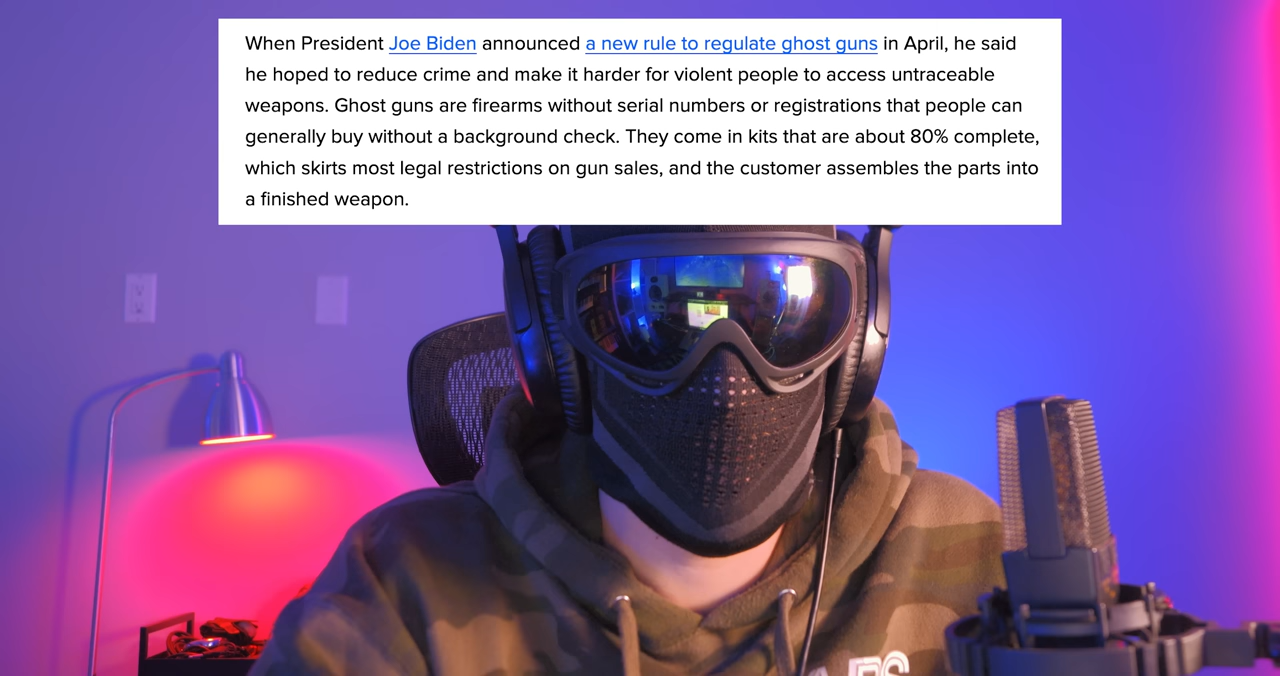 When President Joe Biden announced a new rule to regulate ghost guns in April, he said
he hoped to reduce crime and make it harder for violent people to access untraceable
weapons. Ghost guns are firearms without serial numbers or registrations that people can
generally buy without a background check. They come in kits that are about 80% complete,
which skirts most legal restrictions on gun sales, and the customer assembles the parts into
a finished weapon.